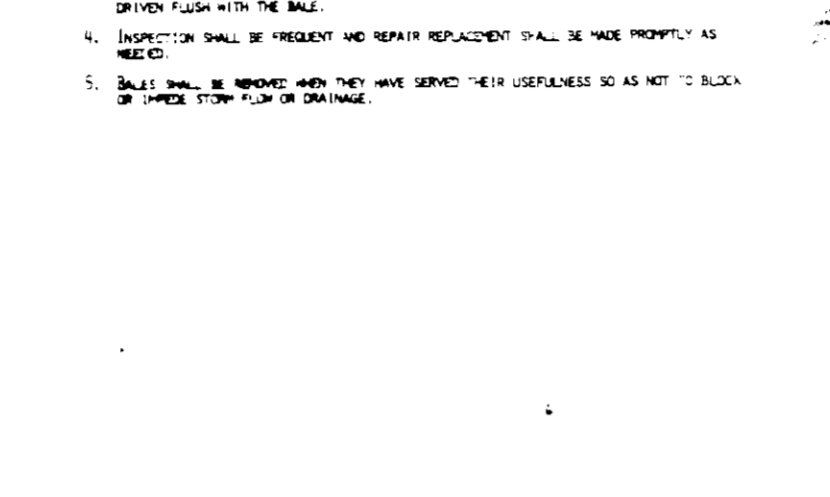 DRIVEN FLUSH WITH THE BALE.
4. INSPECTION SHALL BE FREQUENT AND REPAIR REPLACEMENT SHALL BE MADE PROMPTLY AS
NEEDED.
5. BALES SHALL BE REMOVED WHEN THEY HAVE SERVED THEIR USEFULNESS SO AS NOT TO BLOCK
OR IMPEDE STORM FLOW OR DRAINAGE.